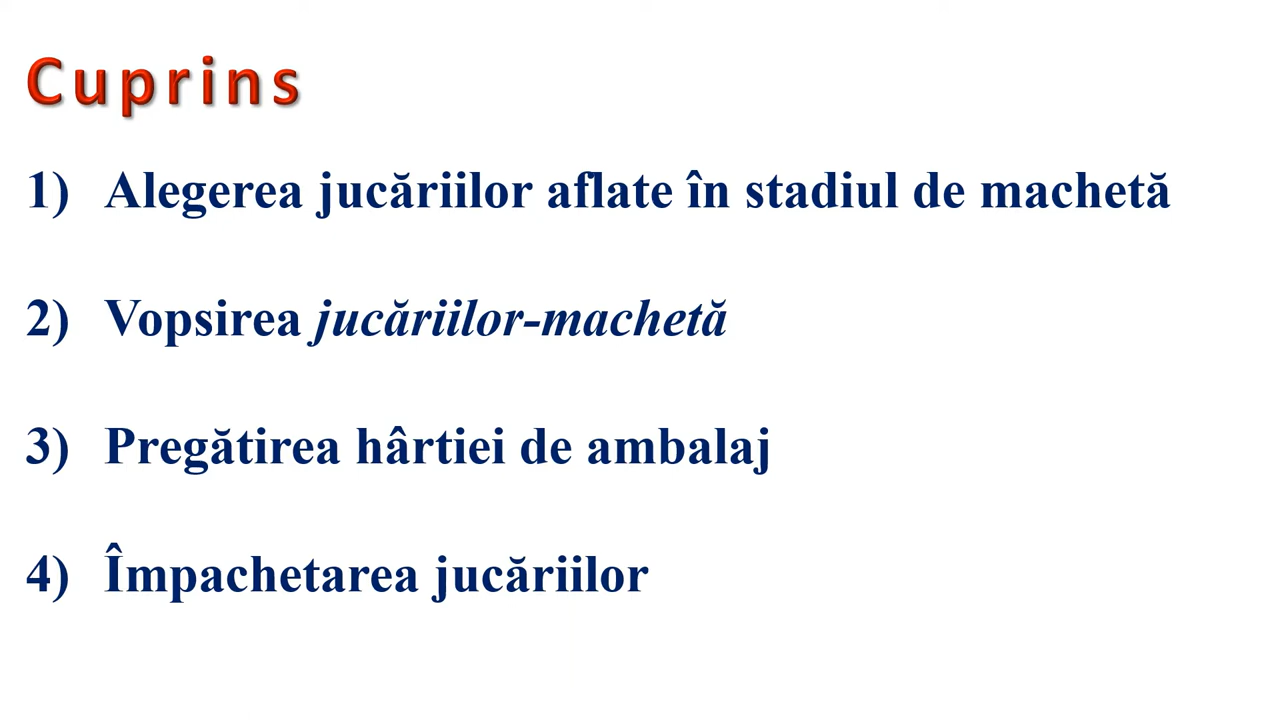 Cuprins
1) Alegerea jucăriilor aflate în stadiul de machetă
2) Vopsirea jucăriilor-machetă
3) Pregătirea hârtiei de ambalaj
4) Împachetarea jucăriilor